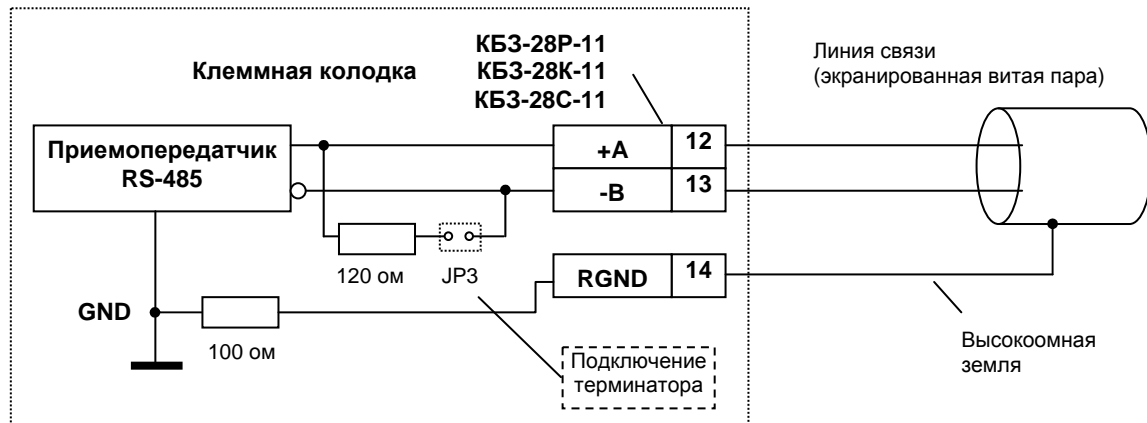 КБЗ-28Р-11
КБЗ-28К-11
КБЗ-28С-11
Клеммная колодка
Линия связи
(экранированная витая пара)
Приемопередатчик
RS-485
+А 12
-В 13
120 ом
JP3
RGND 14
GND
100 ом
Подключение
терминатора
Высокоомная
земля